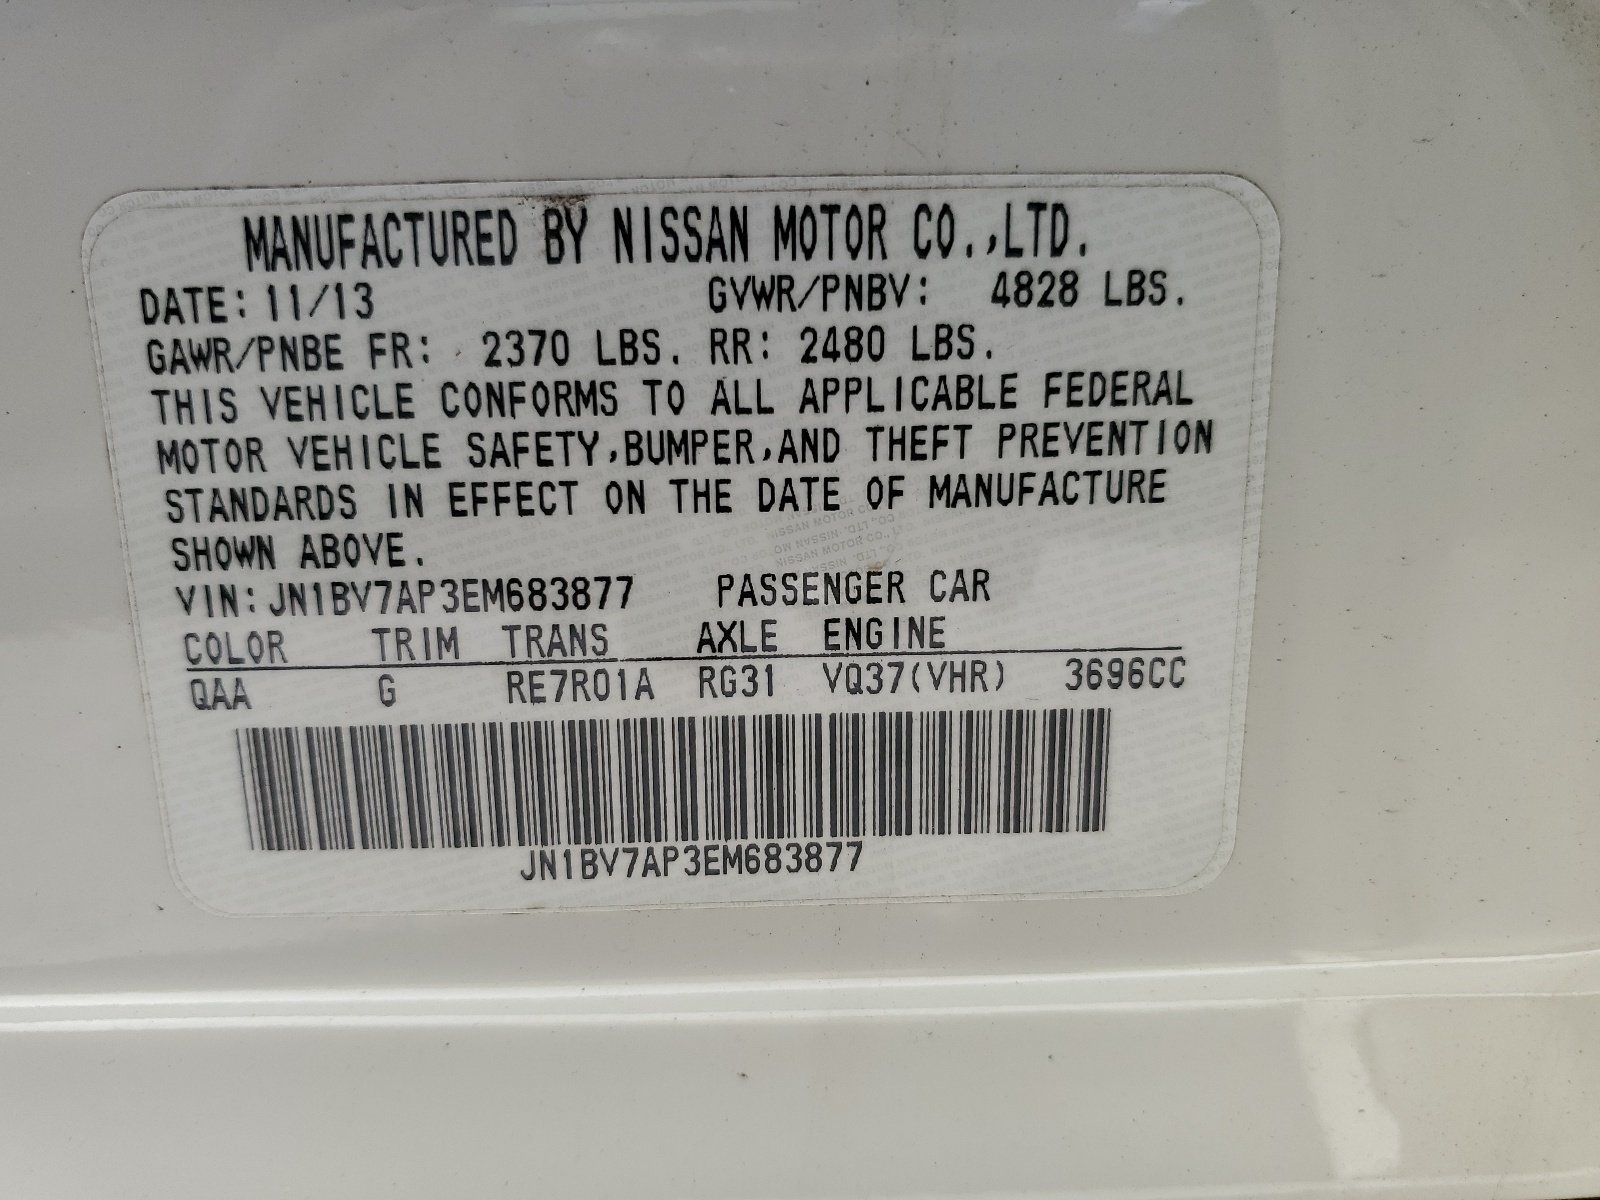 MANUFACTURED BY NISSAN MOTOR CO.,LTD.
DATE: 11/13 GVWR/PNBV: 4828 LBS.
GAWR/PNBE FR: 2370 LBS. RR: 2480 LBS.
THIS VEHICLE CONFORMS TO ALL APPLICABLE FEDERAL
MOTOR VEHICLE SAFETY,BUMPER,AND THEFT PREVENTION
STANDARDS IN EFFECT ON THE DATE OF MANUFACTURE
SHOWN ABOVE.
VIN: JN1BV7AP3EM683877 PASSENGER CAR
COLOR TRIM TRANS AXLE ENGINE
QAA G RE7R01A RG31 VQ37(VHR) 3696CC
JN1BV7AP3EM683877